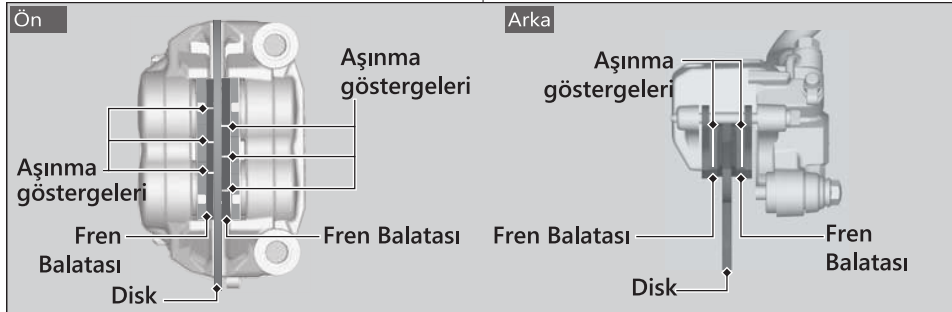 Ön
Aşınma
göstergeleri
Aşınma
göstergeleri
Fren
Balatası
Fren Balatası
Disk
Arka
Aşınma
göstergeleri
Fren Balatası
Fren
Balatası
Disk